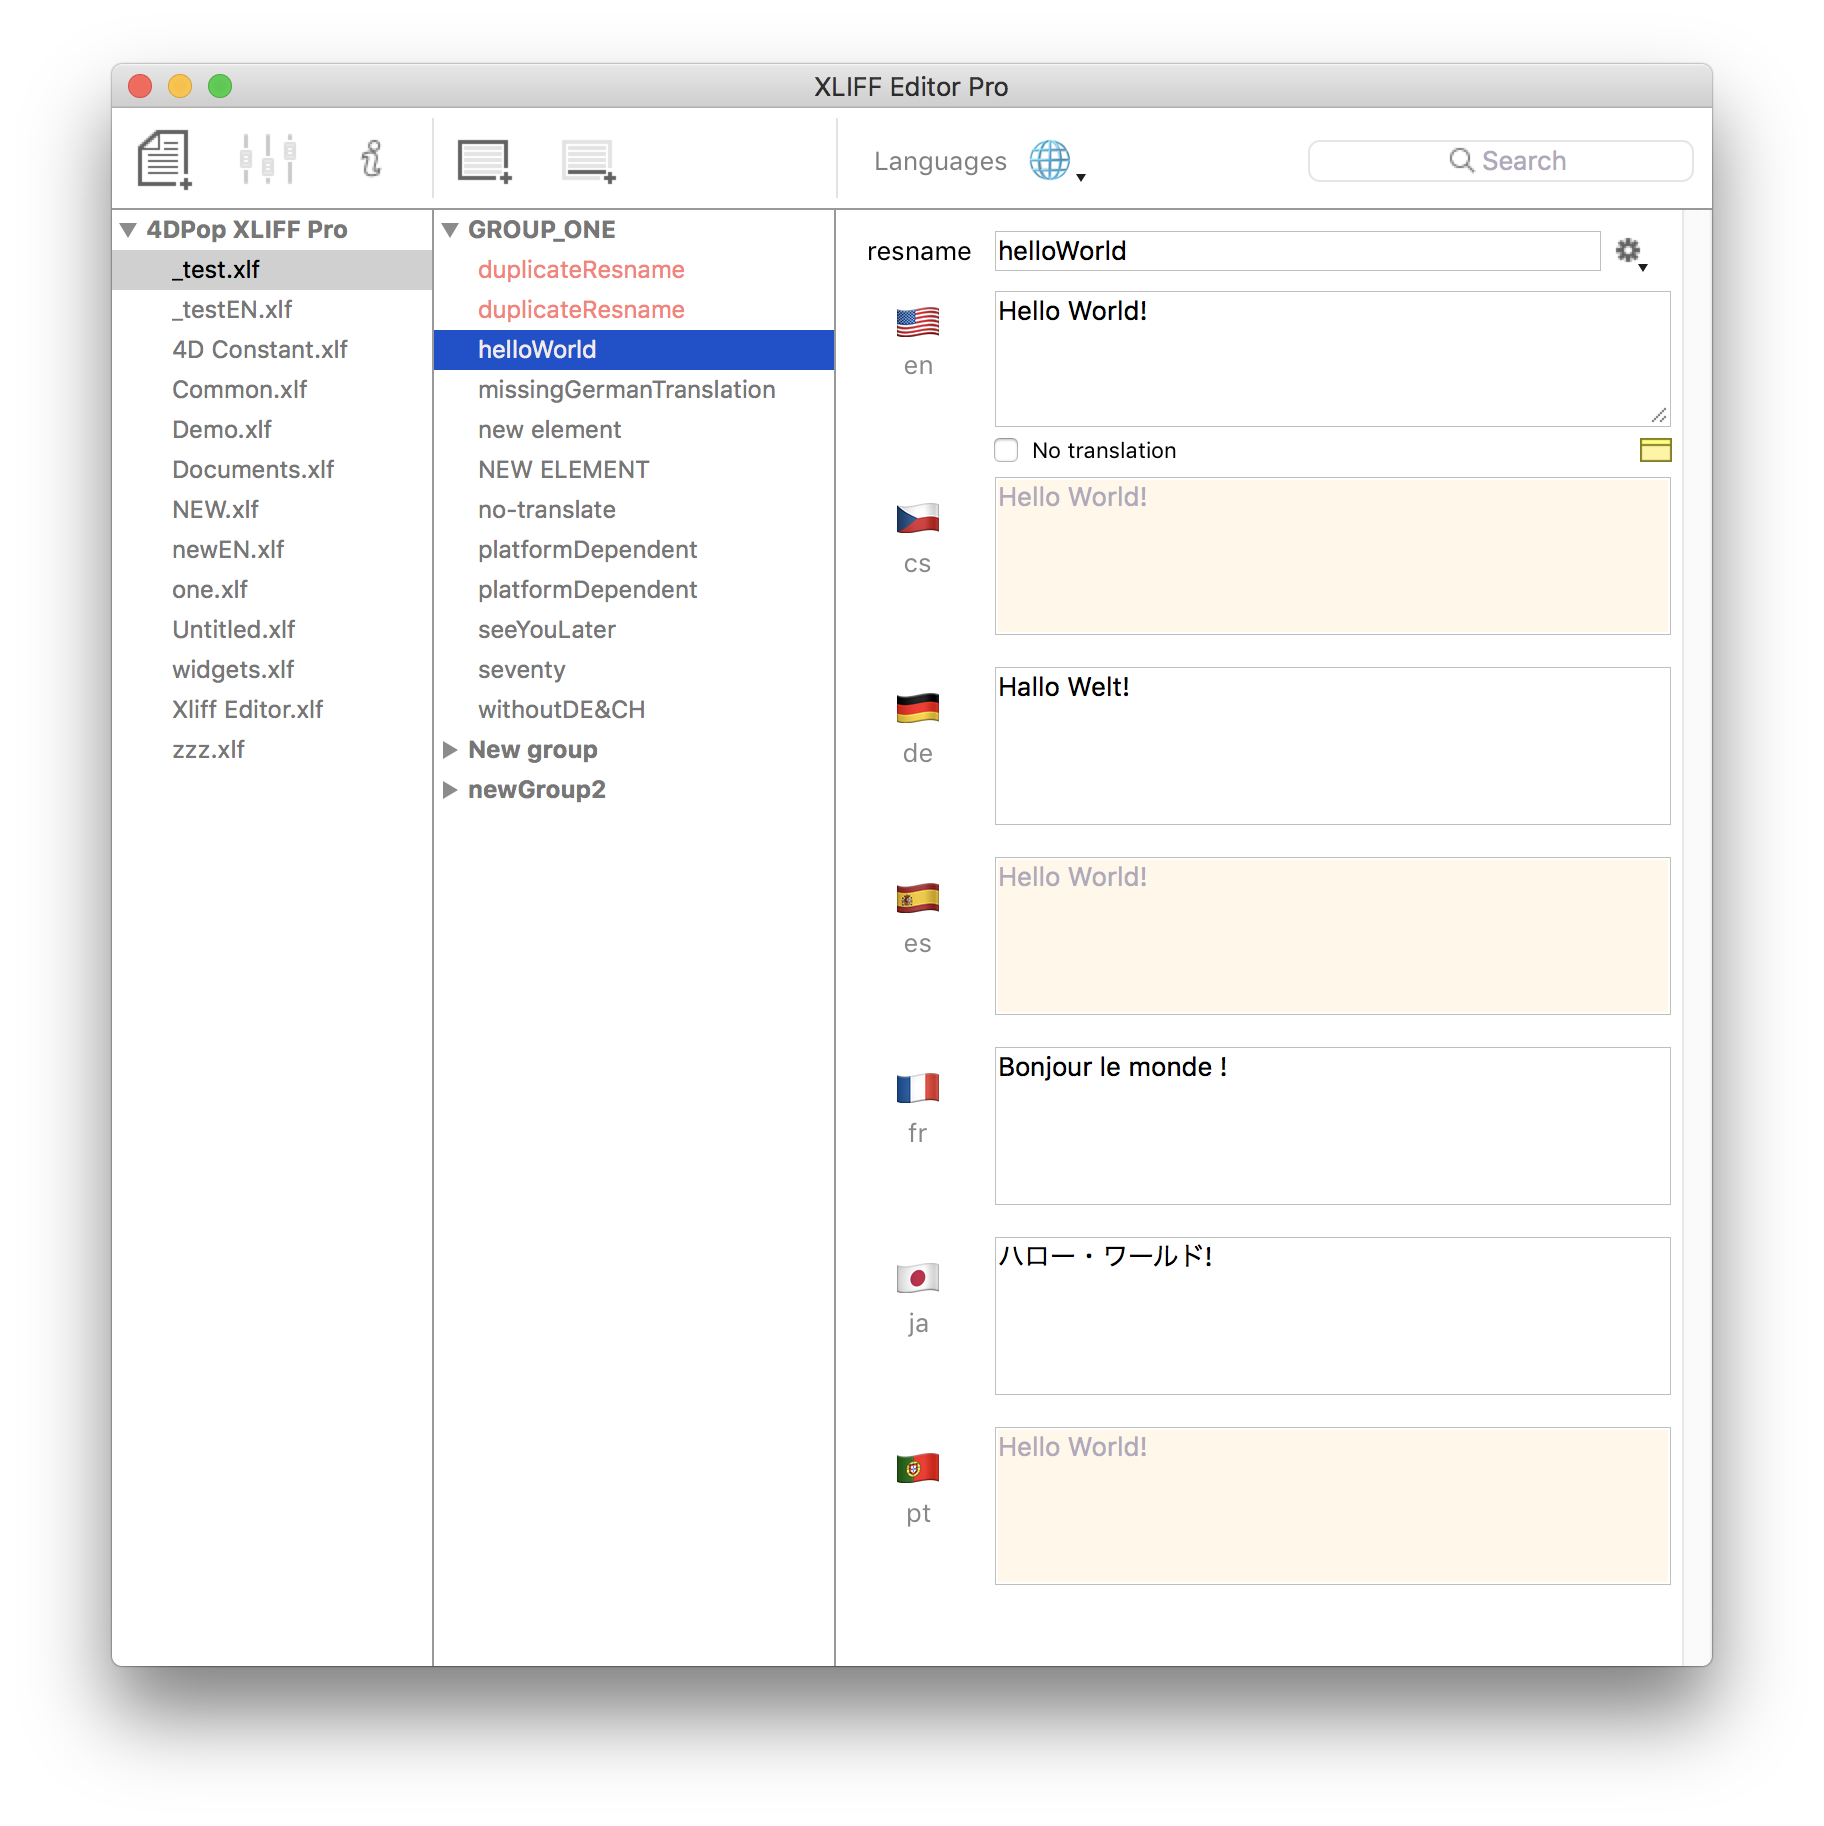 XLIFF Editor Pro
Languages
Search
4DPop XLIFF Pro
_test.xlf
_testEN.xlf
4D Constant.xlf
Common.xlf
Demo.xlf
Documents.xlf
NEW.xlf
newEN.xlf
one.xlf
Untitled.xlf
widgets.xlf
Xliff Editor.xlf
zzz.xlf
GROUP_ONE
duplicateResname
duplicateResname
helloWorld
missingGermanTranslation
new element
NEW ELEMENT
no-translate
platformDependent
platformDependent
seeYouLater
seventy
withoutDE&CH
New group
newGroup2
resname helloWorld
Hello World!
en
No translation
Hello World!
cs
Hallo Welt!
de
Hello World!
es
Bonjour le monde !
fr
ハロー・ワールド!
ja
Hello World!
pt